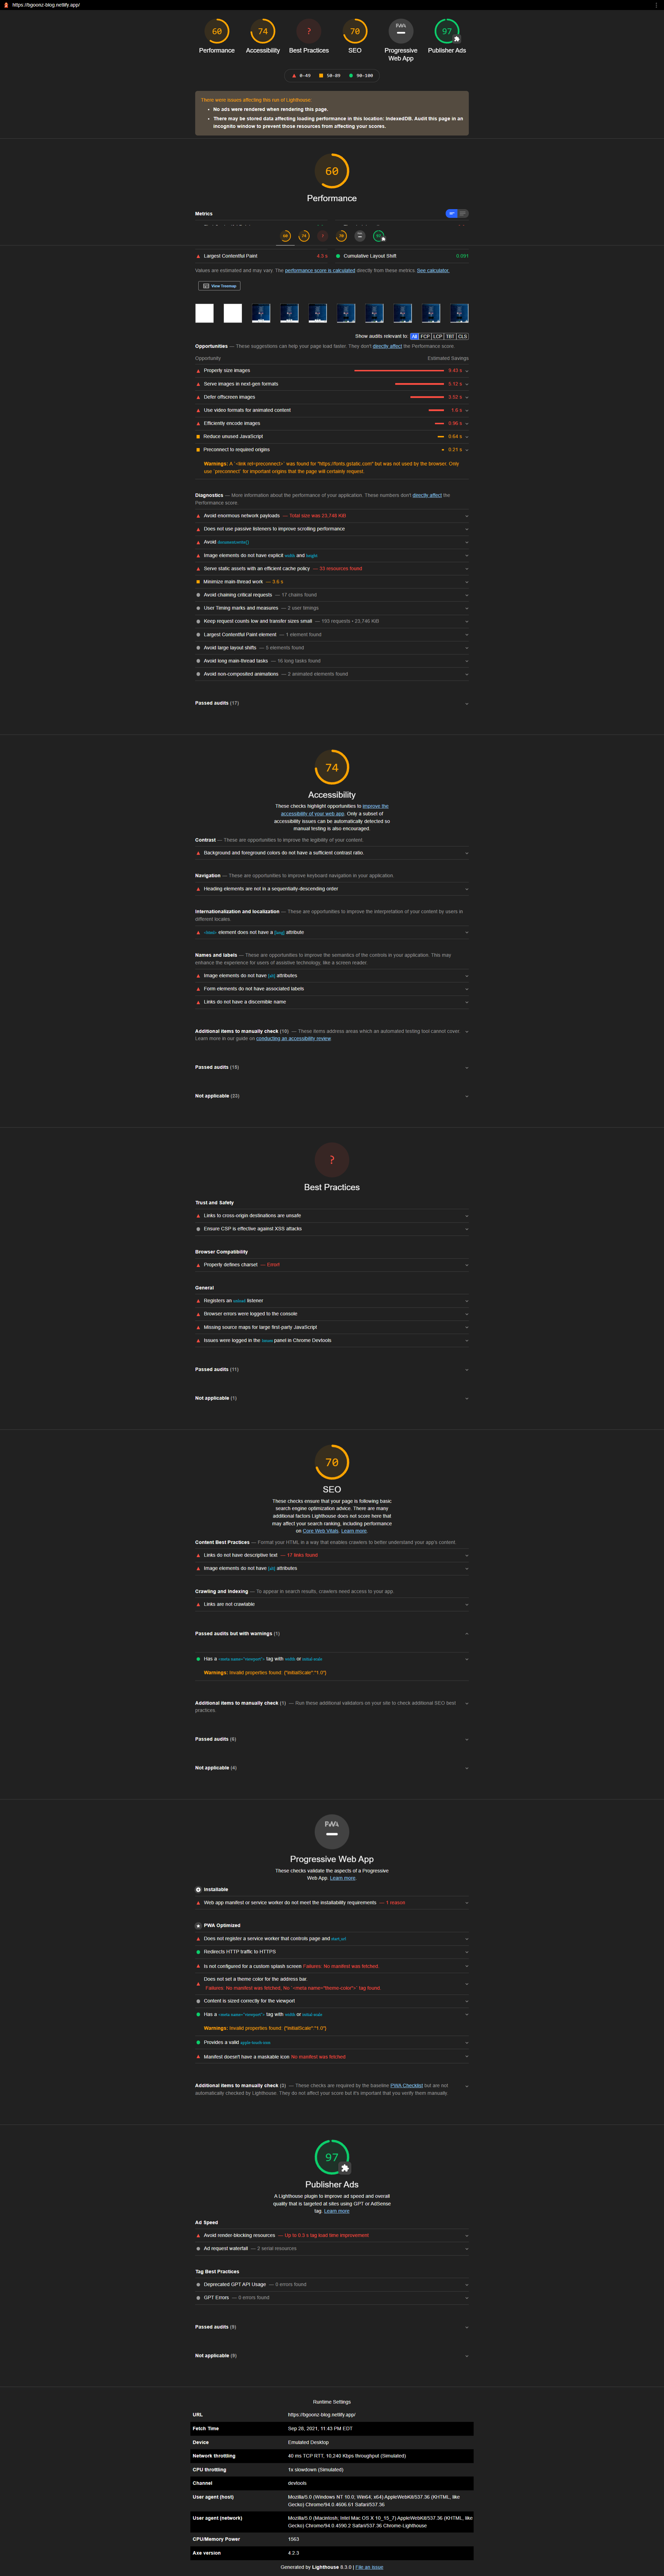 https://bgoonz-blog.netlify.app/
60
74
?
70
PWA
97
Performance
Accessibility
Best Practices
SEO
Progressive Web App
Publisher Ads
0-49
50-89
90-100
There were issues affecting this run of Lighthouse:
No ads were rendered when rendering this page.
There may be stored data affecting loading performance in this location: IndexedDB. Audit this page in an
incognito window to prevent those resources from affecting your scores.
60
Performance
Metrics
Largest Contentful Paint 4.3 s
Cumulative Layout Shift 0.091
Values are estimated and may vary. The performance score is calculated directly from these metrics. See calculator.
View Treemap
Show audits relevant to: All FCP LCP TBT CLS
Opportunities — These suggestions can help your page load faster. They don't directly affect the Performance score.
Opportunity Estimated Savings
Properly size images 9.43 s
Serve images in next-gen formats 5.12 s
Defer offscreen images 3.52 s
Use video formats for animated content 1.6 s
Efficiently encode images 0.96 s
Reduce unused JavaScript 0.64 s
Preconnect to required origins 0.21 s
Warnings: A `<link rel=preconnect>` was found for "https://fonts.gstatic.com" but was not used by the browser. Only
use `preconnect` for important origins that the page will certainly request.
Diagnostics — More information about the performance of your application. These numbers don't directly affect the
Performance score.
Avoid enormous network payloads — Total size was 23,746 KiB
Does not use passive listeners to improve scrolling performance
Avoid document.write()
Image elements do not have explicit width and height
Serve static assets with an efficient cache policy — 33 resources found
Minimize main-thread work — 3.6 s
Avoid chaining critical requests — 17 chains found
User Timing marks and measures — 2 user timings
Keep request counts low and transfer sizes small — 193 requests • 23,746 KiB
Largest Contentful Paint element — 1 element found
Avoid large layout shifts — 5 elements found
Avoid long main-thread tasks — 16 long tasks found
Avoid non-composited animations — 2 animated elements found
Passed audits (17)
74
Accessibility
These checks highlight opportunities to improve the
accessibility of your web app. Only a subset of
accessibility issues can be automatically detected so
manual testing is also encouraged.
Contrast — These are opportunities to improve the legibility of your content.
Background and foreground colors do not have a sufficient contrast ratio.
Navigation — These are opportunities to improve keyboard navigation in your application.
Heading elements are not in a sequentially-descending order
Internationalization and localization — These are opportunities to improve the interpretation of your content by users in
different locales.
<html> element does not have a [lang] attribute
Names and labels — These are opportunities to improve the semantics of the controls in your application. This may
enhance the experience for users of assistive technology, like a screen reader.
Image elements do not have [alt] attributes
Form elements do not have associated labels
Links do not have a discernible name
Additional items to manually check (10) — These items address areas which an automated testing tool cannot cover.
Learn more in our guide on conducting an accessibility review.
Passed audits (15)
Not applicable (23)
?
Best Practices
Trust and Safety
Links to cross-origin destinations are unsafe
Ensure CSP is effective against XSS attacks
Browser Compatibility
Properly defines charset — Error!
General
Registers an unload listener
Browser errors were logged to the console
Missing source maps for large first-party JavaScript
Issues were logged in the Issues panel in Chrome Devtools
Passed audits (11)
Not applicable (1)
70
SEO
These checks ensure that your page is following basic
search engine optimization advice. There are many
additional factors Lighthouse does not score here that
may affect your search ranking, including performance
on Core Web Vitals. Learn more.
Content Best Practices — Format your HTML in a way that enables crawlers to better understand your app's content.
Links do not have descriptive text — 17 links found
Image elements do not have [alt] attributes
Crawling and Indexing — To appear in search results, crawlers need access to your app.
Links are not crawlable
Passed audits but with warnings (1)
Has a <meta name="viewport"> tag with width or initial-scale
Warnings: Invalid properties found: {"initialScale":"1.0"}
Additional items to manually check (1) — Run these additional validators on your site to check additional SEO best
practices.
Passed audits (8)
Not applicable (4)
PWA
Progressive Web App
These checks validate the aspects of a Progressive
Web App. Learn more.
Installable
Web app manifest or service worker do not meet the installability requirements — 1 reason
PWA Optimized
Does not register a service worker that controls page and start_url
Redirects HTTP traffic to HTTPS
Is not configured for a custom splash screen Failures: No manifest was fetched.
Does not set a theme color for the address bar.
Failures: No manifest was fetched, No `<meta name="theme-color">` tag found.
Content is sized correctly for the viewport
Has a <meta name="viewport"> tag with width or initial-scale
Warnings: Invalid properties found: {"initialScale":"1.0"}
Provides a valid apple-touch-icon
Manifest doesn't have a maskable icon No manifest was fetched
Additional items to manually check (3) — These checks are required by the baseline PWA Checklist but are not
automatically checked by Lighthouse. They do not affect your score but it's important that you verify them manually.
97
Publisher Ads
A Lighthouse plugin to improve ad speed and overall
quality that is targeted at sites using GPT or AdSense
tag. Learn more
Ad Speed
Avoid render-blocking resources — Up to 0.3 s tag load time improvement
Ad request waterfall — 2 serial resources
Tag Best Practices
Deprecated GPT API Usage — 0 errors found
GPT Errors — 0 errors found
Passed audits (9)
Not applicable (8)
Runtime Settings
URL https://bgoonz-blog.netlify.app/
Fetch Time Sep 28, 2021, 11:43 PM EDT
Device Emulated Desktop
Network throttling 40 ms TCP RTT, 10,240 Kbps throughput (Simulated)
CPU throttling 1x slowdown (Simulated)
Channel devtools
User agent (host) Mozilla/5.0 (Windows NT 10.0; Win64; x64) AppleWebKit/537.36 (KHTML, like
Gecko) Chrome/94.0.4606.61 Safari/537.36
User agent (network) Mozilla/5.0 (Macintosh; Intel Mac OS X 10_15_7) AppleWebKit/537.36 (KHTML, like
Gecko) Chrome/94.0.4590.2 Safari/537.36 Chrome-Lighthouse
CPU/Memory Power 1563
Axe version 4.2.3
Generated by Lighthouse 8.3.0 | File an issue